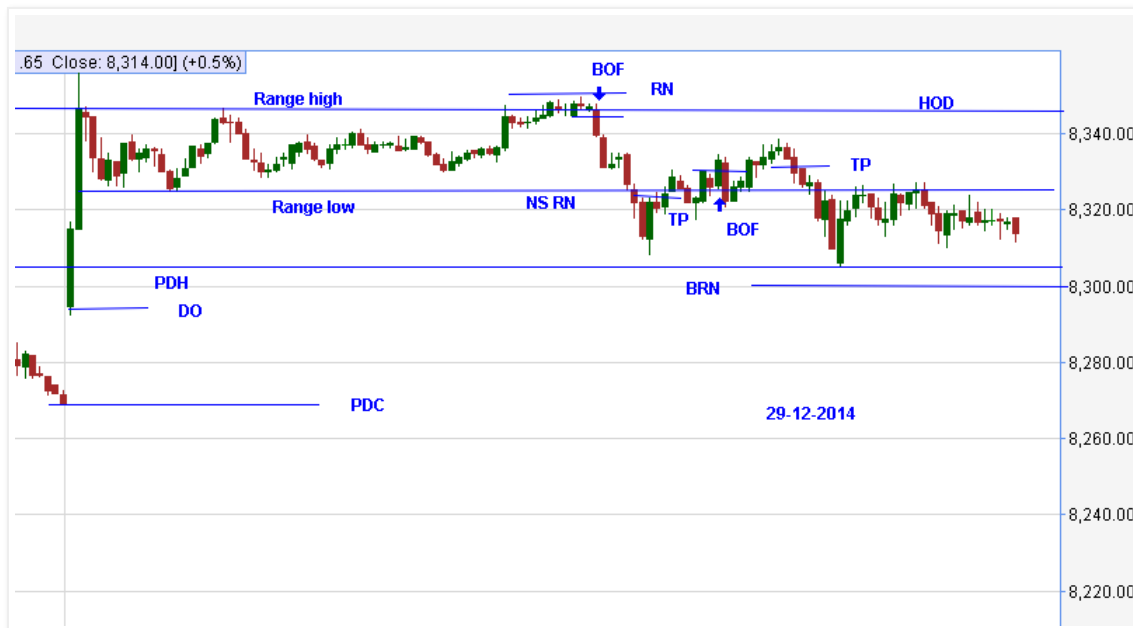 .65 Close: 8,314.00] (+0.5%)
BOF
RN
Range high
HOD
8,340.00
TP
Range low
NS RN
8,320.00
TP
BOF
PDH
BRN
8,300.00
DO
8,280.00
PDC
29-12-2014
8,260.00
8,240.00
8,220.00